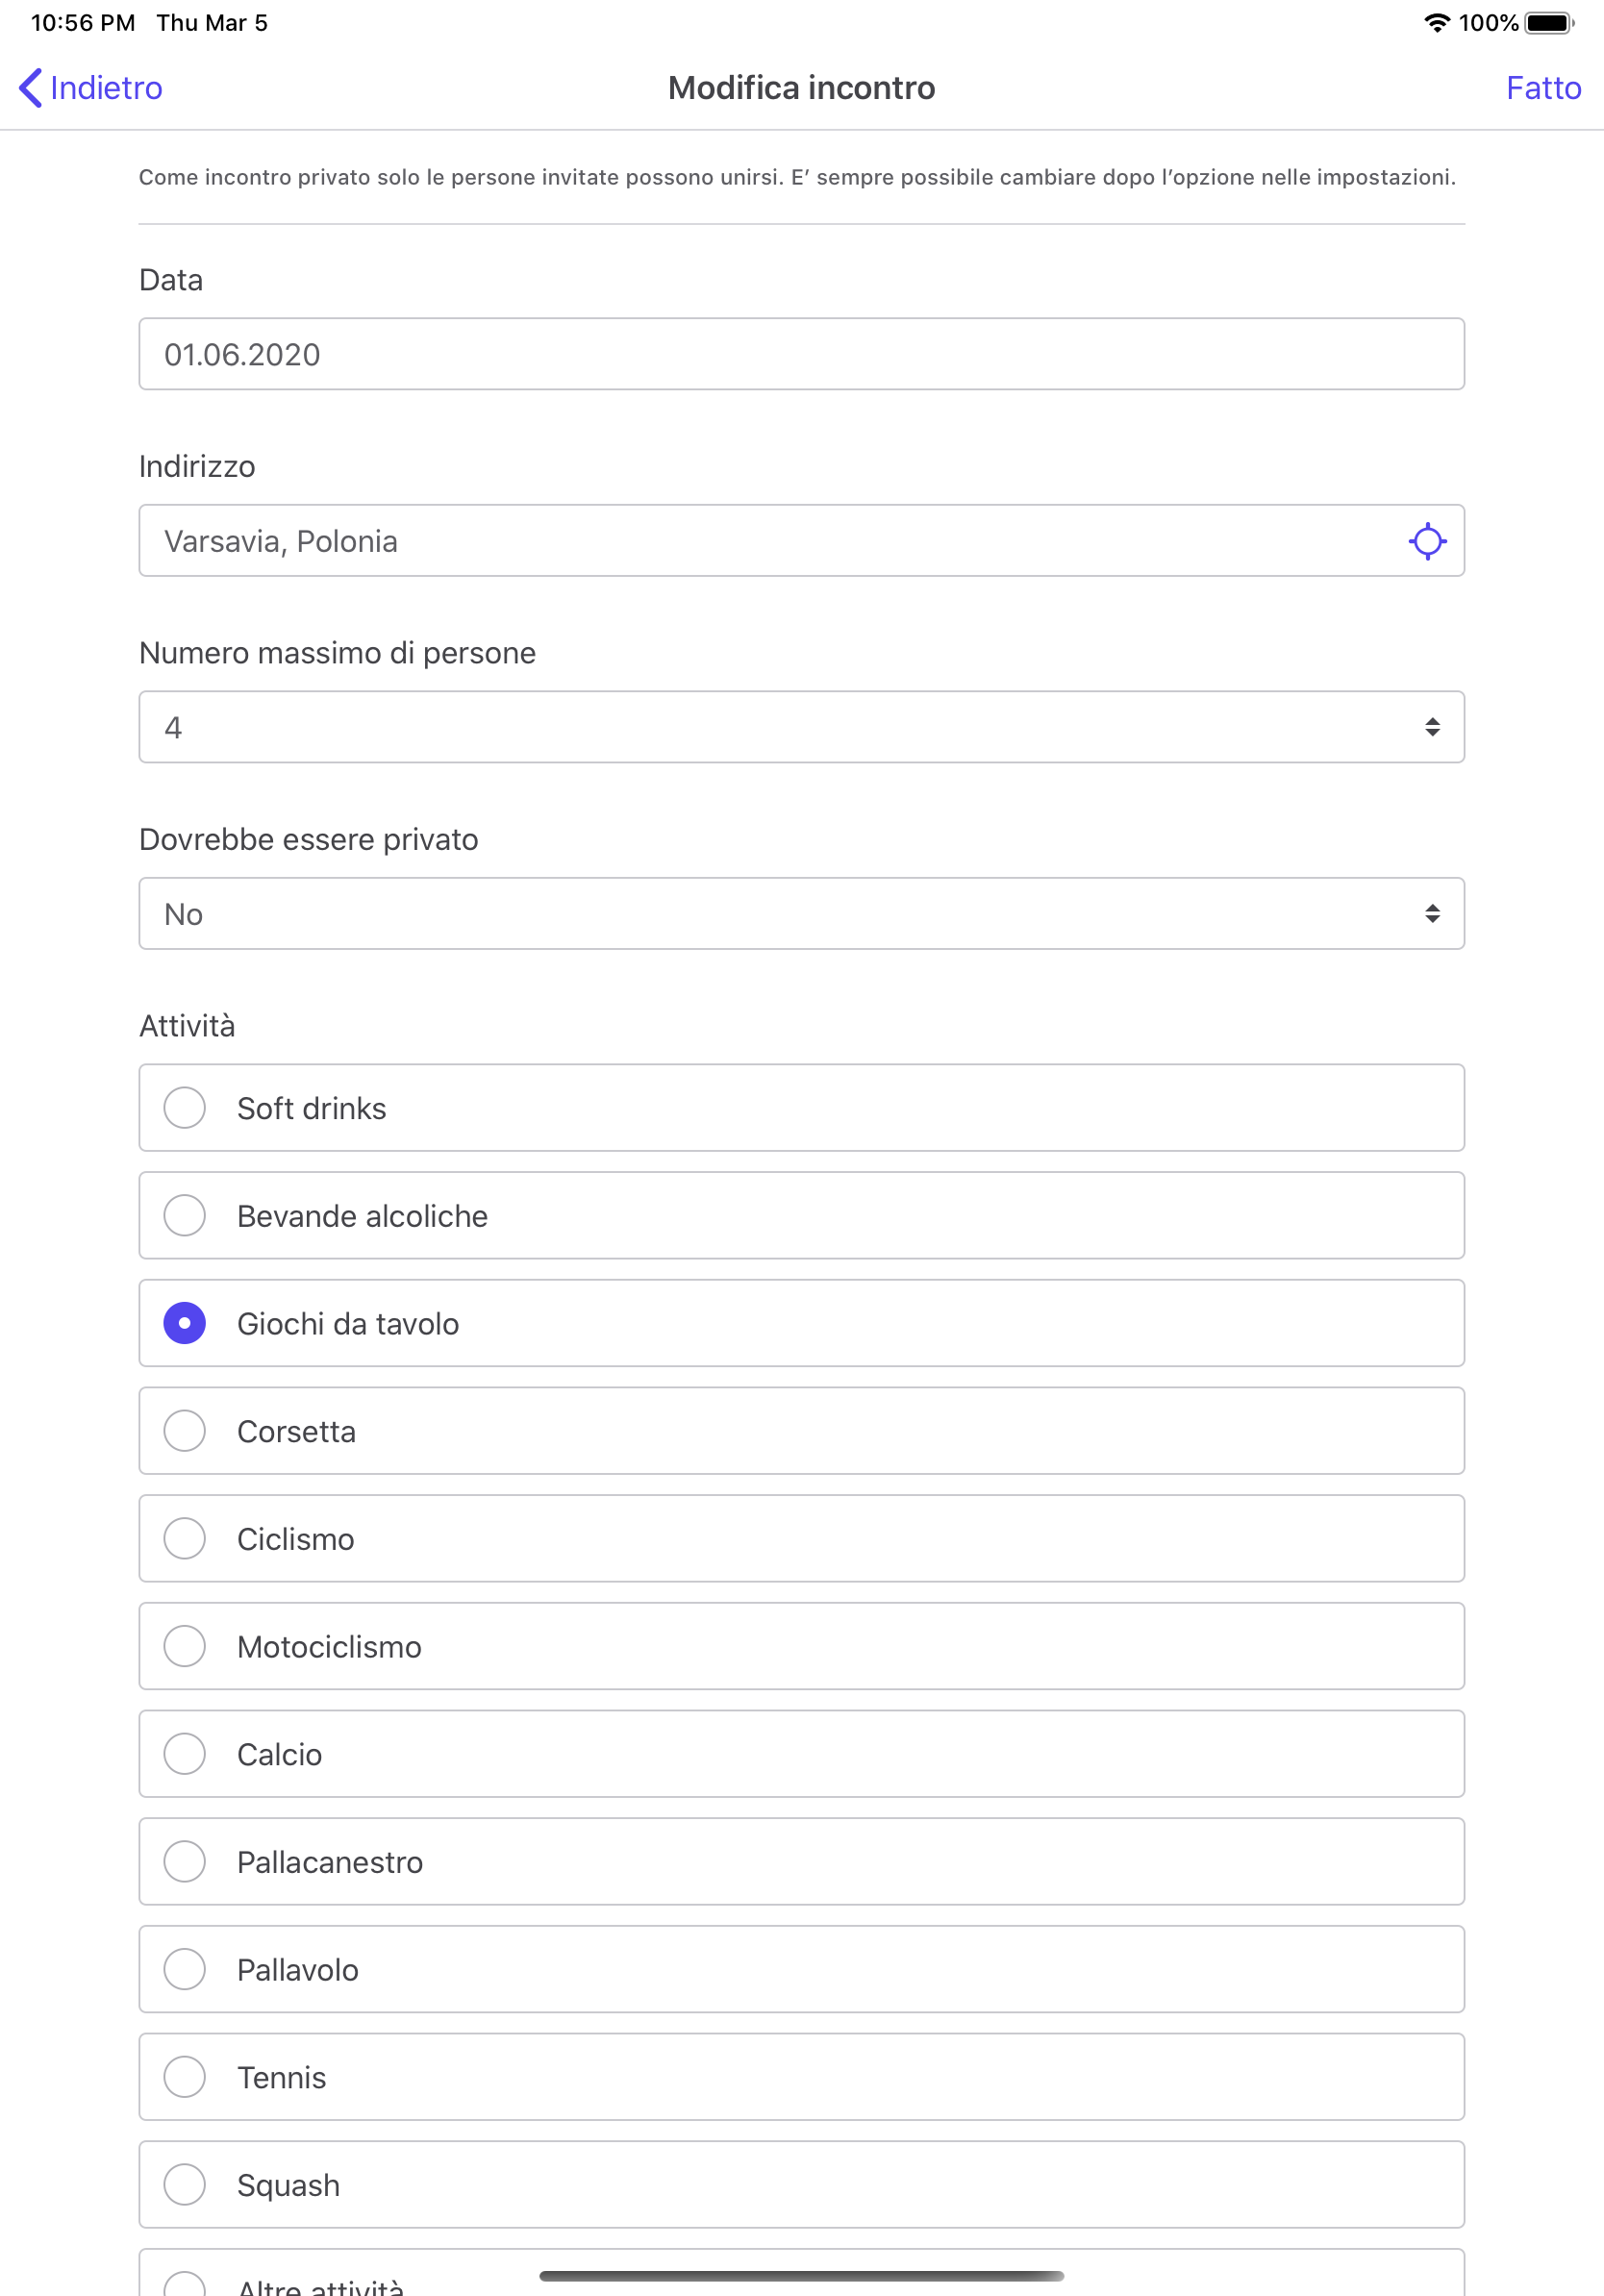 10:56 PM Thu Mar 5 100%
Indietro Modifica incontro Fatto
Come incontro privato solo le persone invitate possono unirsi. E’ sempre possibile cambiare dopo l’opzione nelle impostazioni.
Data
01.06.2020
Indirizzo
Varsavia, Polonia
Numero massimo di persone
4
Dovrebbe essere privato
No
Attività
Soft drinks
Bevande alcoliche
Giochi da tavolo
Corsetta
Ciclismo
Motociclismo
Calcio
Pallacanestro
Pallavolo
Tennis
Squash
Altre attività